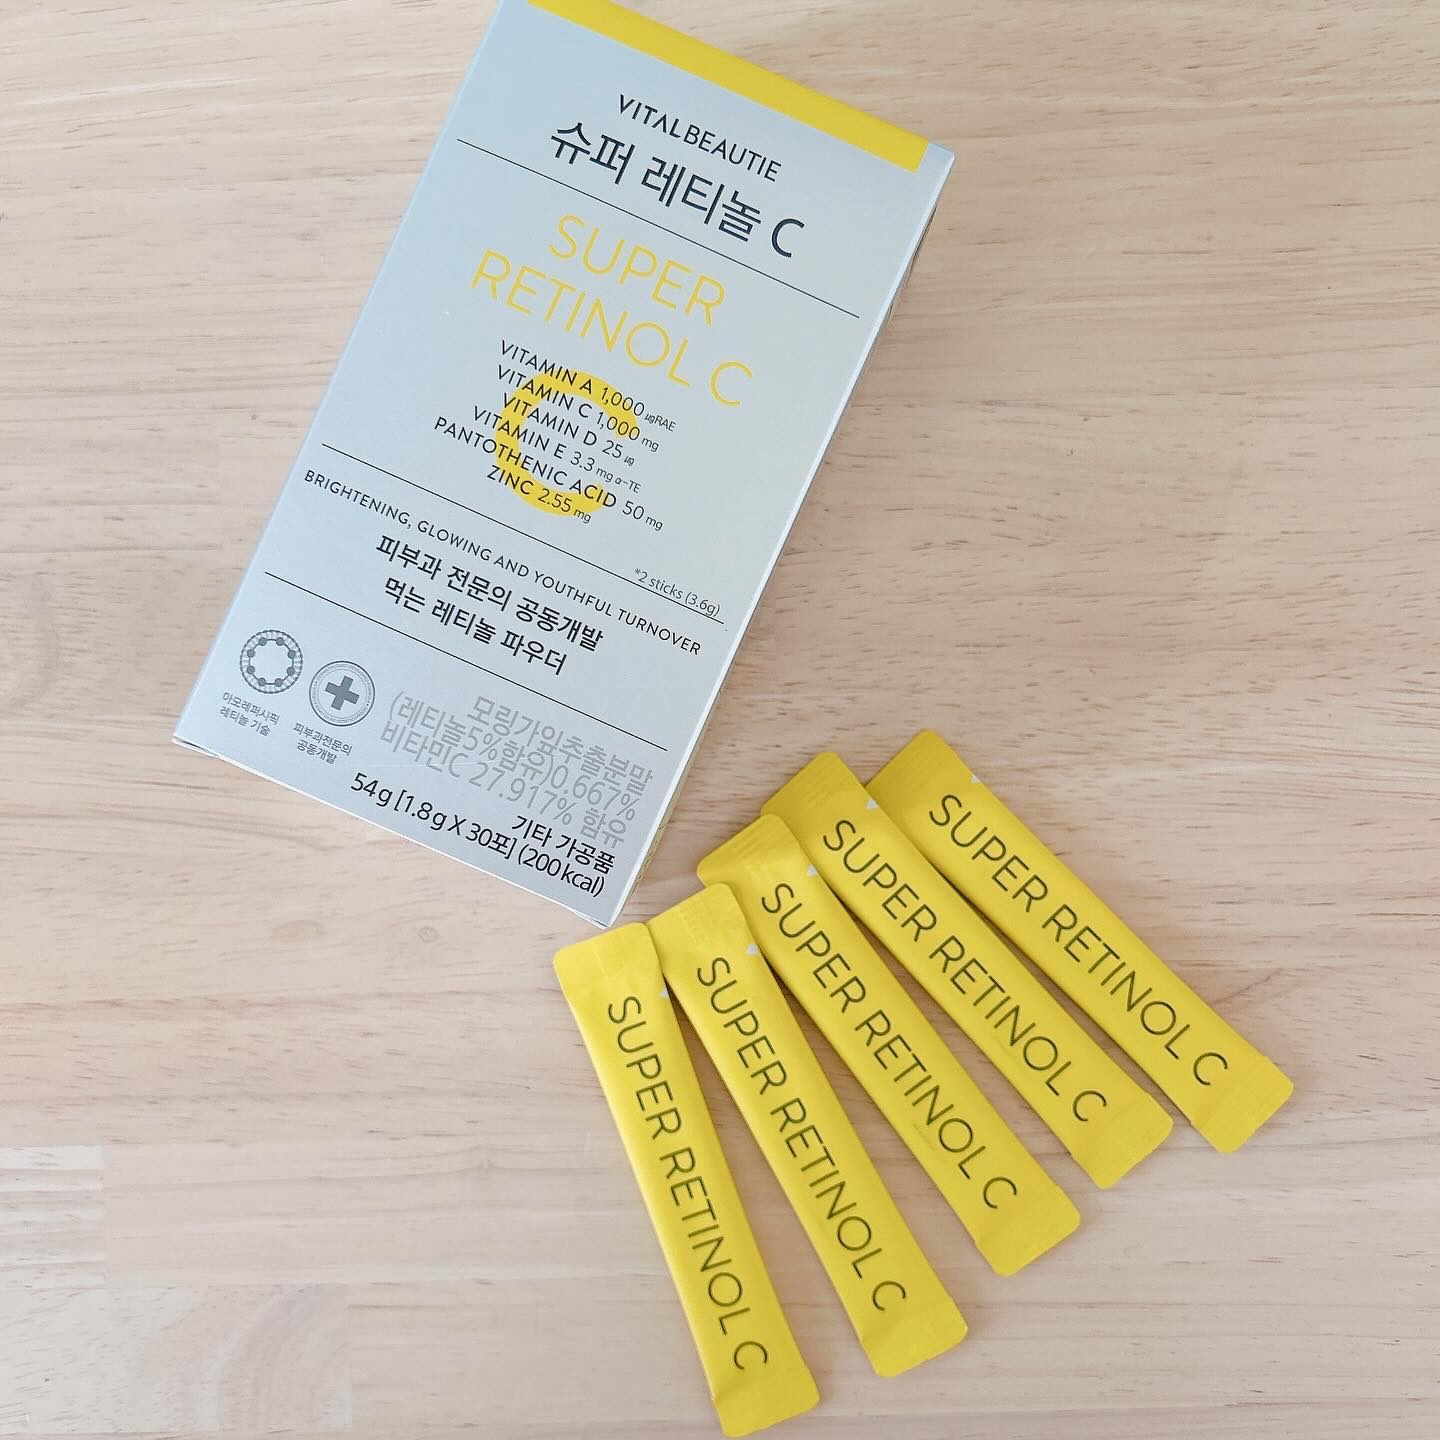 VITALBEAUTIE
슈퍼 레티놀 C
SUPER
RETINOL C
VITAMIN A 1,000 μgRAE
VITAMIN C 1,000 mg
VITAMIN D 25 μg
VITAMIN E 3.3 mg α-TE
PANTOTHENIC ACID 50 mg
ZINC 2.55 mg
*2 sticks (3.6g)
BRIGHTENING, GLOWING AND YOUTHFUL TURNOVER
피부과 전문의 공동개발
먹는 레티놀 파우더
아모레퍼시픽
레티놀 기술
피부과전문의
공동개발
모링가잎추출분말
(레티놀5%함유)0.667%
비타민C 27.917% 함유
기타 가공품
54g [1.8g X 30포] (200 kcal)
SUPER RETINOL C
SUPER RETINOL C
SUPER RETINOL C
SUPER RETINOL C
SUPER RETINOL C